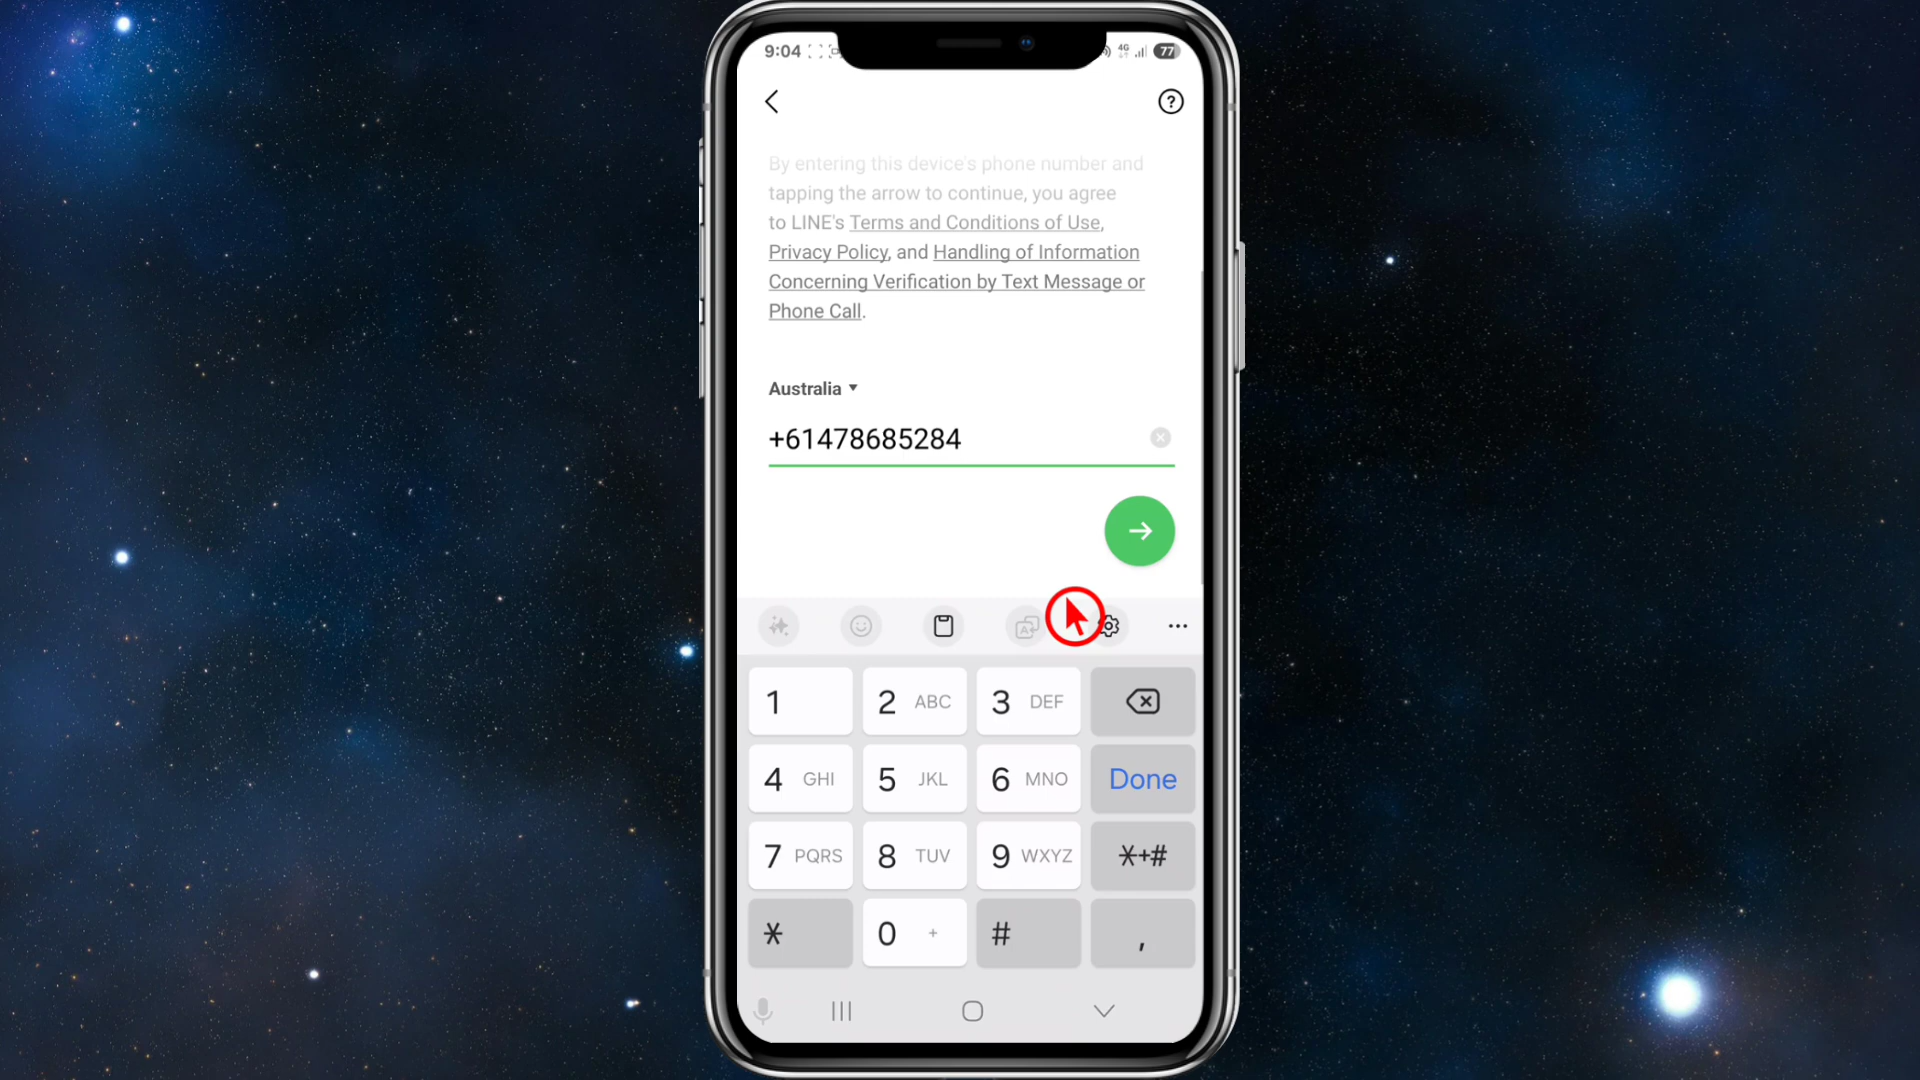 9:04
4G
77
?
By entering this device's phone number and
tapping the arrow to continue, you agree
to LINE's Terms and Conditions of Use,
Privacy Policy, and Handling of Information
Concerning Verification by Text Message or
Phone Call.
Australia
+61478685284
A
1
2 ABC
3 DEF
4 GHI
5 JKL
6 MNO
Done
7 PQRS
8 TUV
9 WXYZ
*+#
*
0 +
#
,